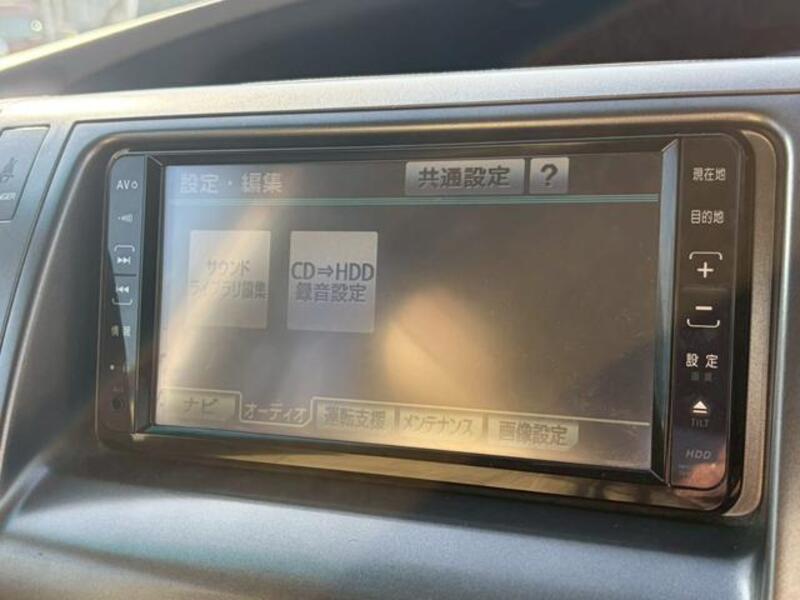 AV
設定・編集
共通設定
?
サウンド
ライブラリ編集
CD⇒HDD
録音設定
ナビ
オーディオ
運転支援
メンテナンス
画像設定
情報
現在地
目的地
+
−
設定
画質
TILT
HDD